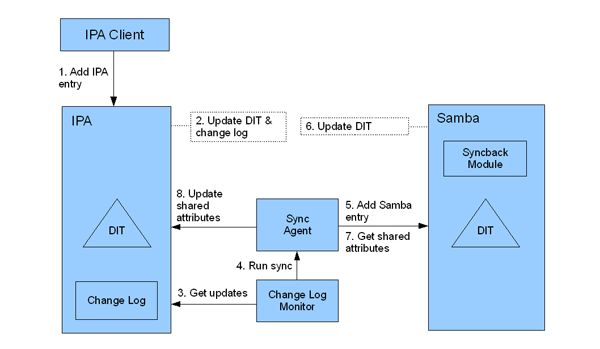 IPA Client
1. Add IPA
entry
IPA
2. Update DIT &
change log
6. Update DIT
Samba
Syncback
Module
8. Update
shared
attributes
Sync
Agent
5. Add Samba
entry
7. Get shared
attributes
DIT
DIT
4. Run sync
Change Log
3. Get updates
Change Log
Monitor